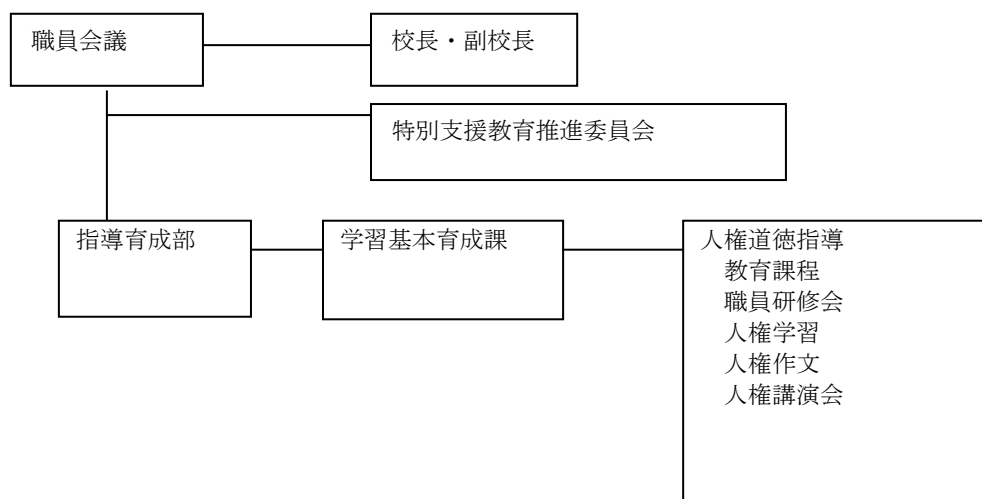 職員会議
校長・副校長
特別支援教育推進委員会
指導育成部
学習基本育成課
人権道徳指導
教育課程
職員研修会
人権学習
人権作文
人権講演会